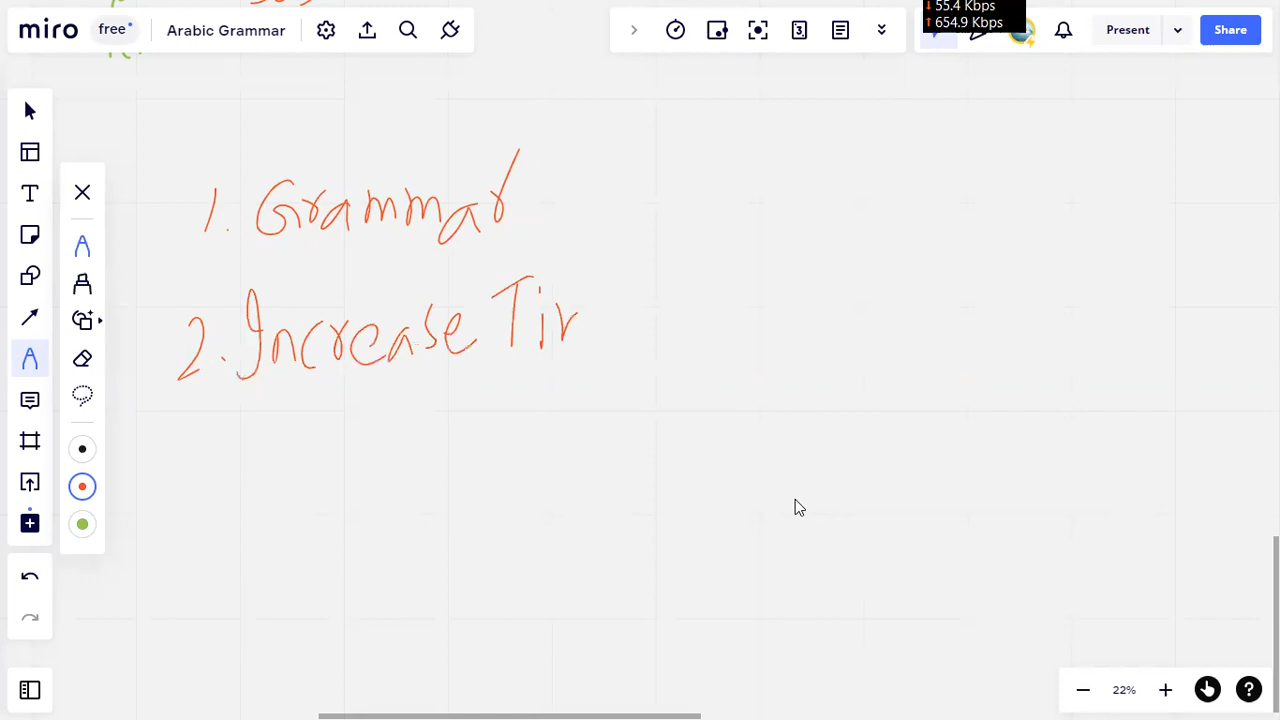 55.4 Kbps
654.9 Kbps
miro free Arabic Grammar
Present Share
1. Grammar
2. Increase Tir
22%